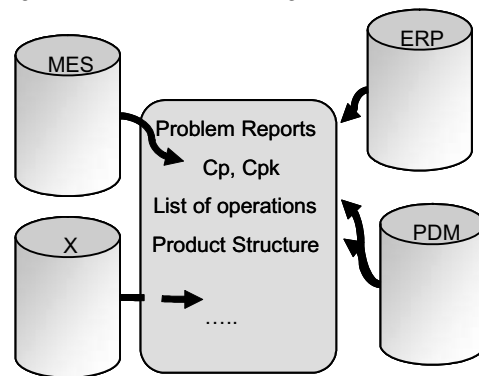 MES
ERP
Problem Reports
Cp, Cpk
List of operations
Product Structure
X
PDM
.....